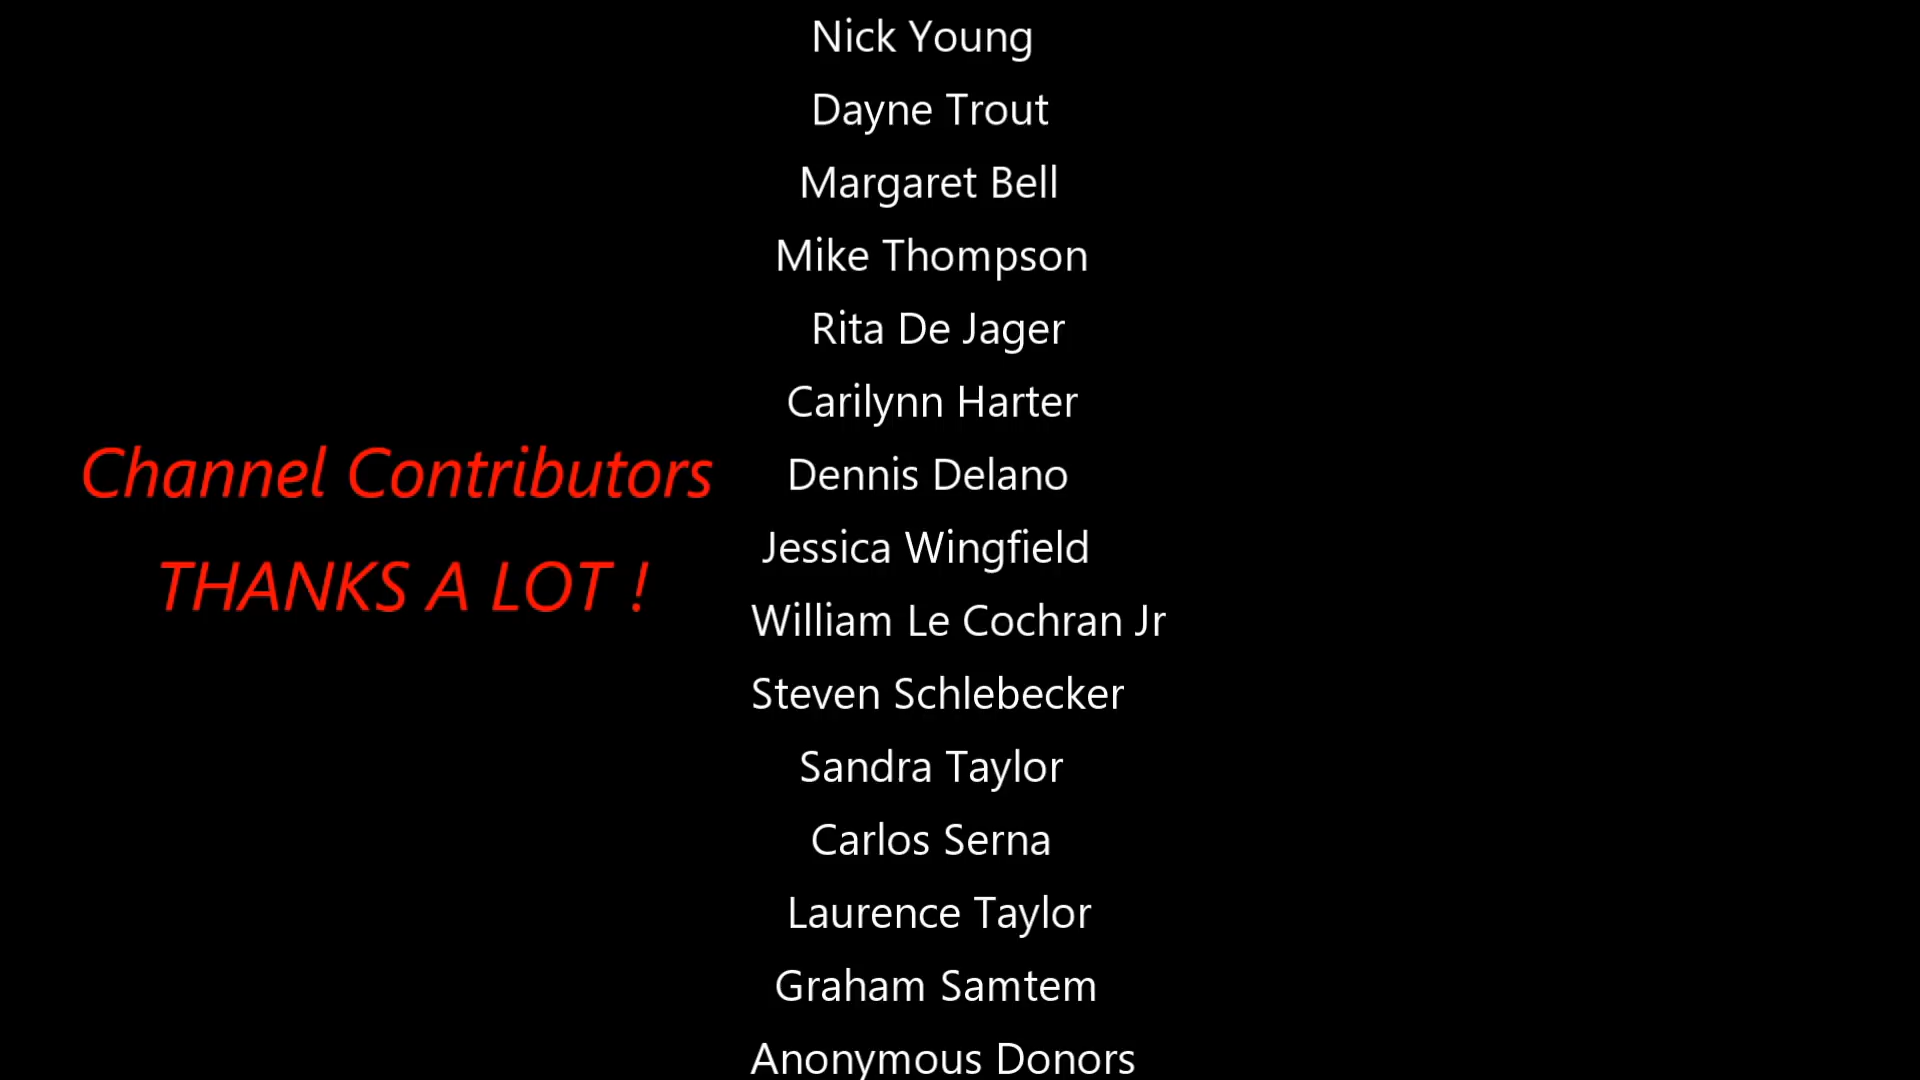 Channel Contributors
THANKS A LOT !
Nick Young
Dayne Trout
Margaret Bell
Mike Thompson
Rita De Jager
Carilynn Harter
Dennis Delano
Jessica Wingfield
William Le Cochran Jr
Steven Schlebecker
Sandra Taylor
Carlos Serna
Laurence Taylor
Graham Samtem
Anonymous Donors